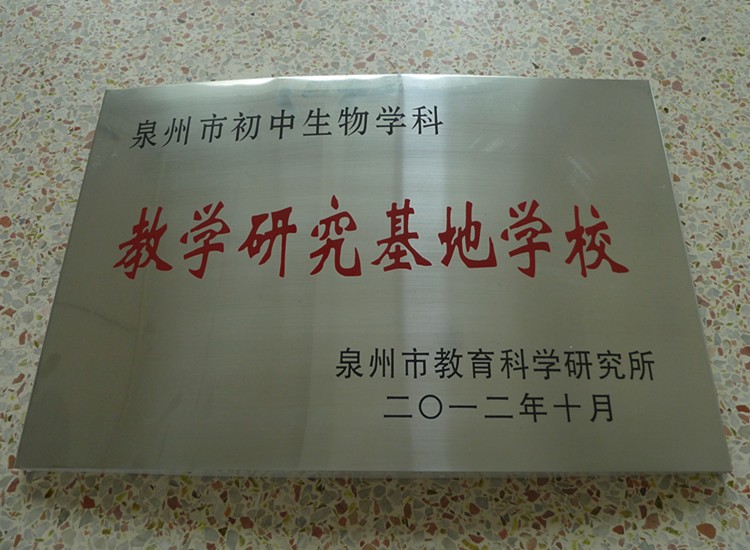 泉州市初中生物学科
教学研究基地学校
泉州市教育科学研究所
二〇一二年十月